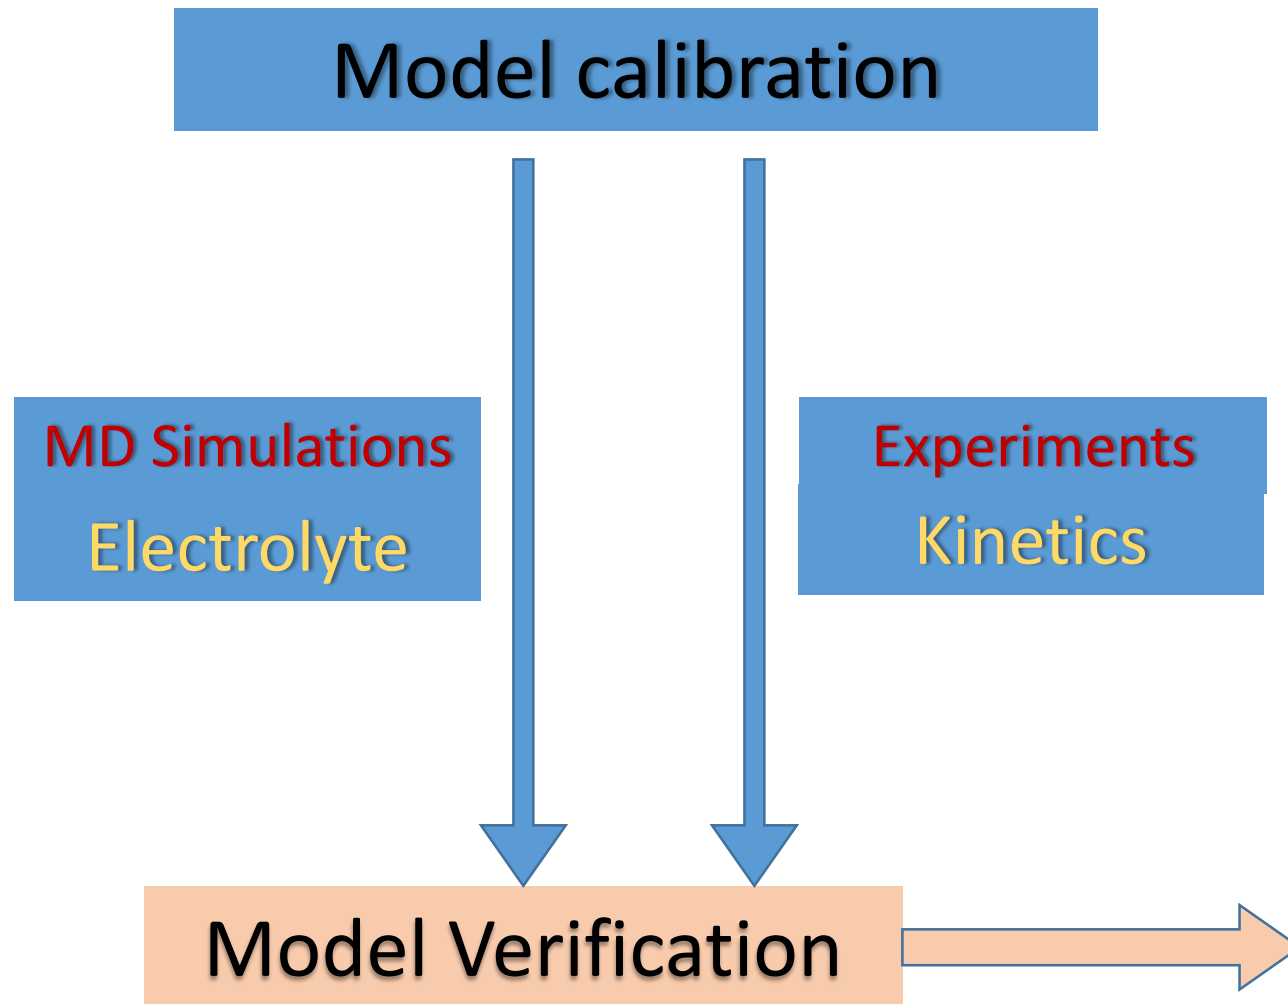 Model calibration
MD Simulations
Electrolyte
Experiments
Kinetics
Model Verification